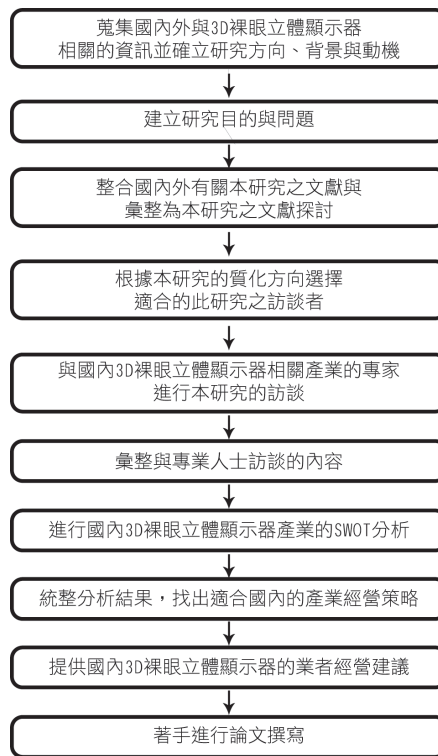 蒐集國內外與3D裸眼立體顯示器
相關的資訊並確立研究方向、背景與動機
建立研究目的與問題
整合國內外有關本研究之文獻與
彙整為本研究之文獻探討
根據本研究的質化方向選擇
適合的此研究之訪談者
與國內3D裸眼立體顯示器相關產業的專家
進行本研究的訪談
彙整與專業人士訪談的內容
進行國內3D裸眼立體顯示器產業的SWOT分析
統整分析結果，找出適合國內的產業經營策略
提供國內3D裸眼立體顯示器的業者經營建議
著手進行論文撰寫